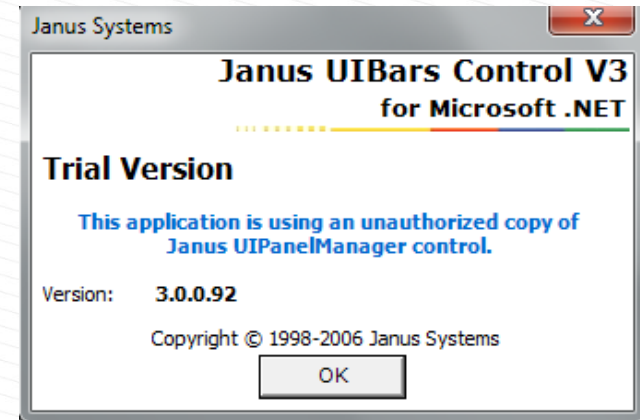 Janus Systems
Janus UIBars Control V3
for Microsoft .NET
Trial Version
This application is using an unauthorized copy of
Janus UIPanelManager control.
Version: 3.0.0.92
Copyright © 1998-2006 Janus Systems
OK